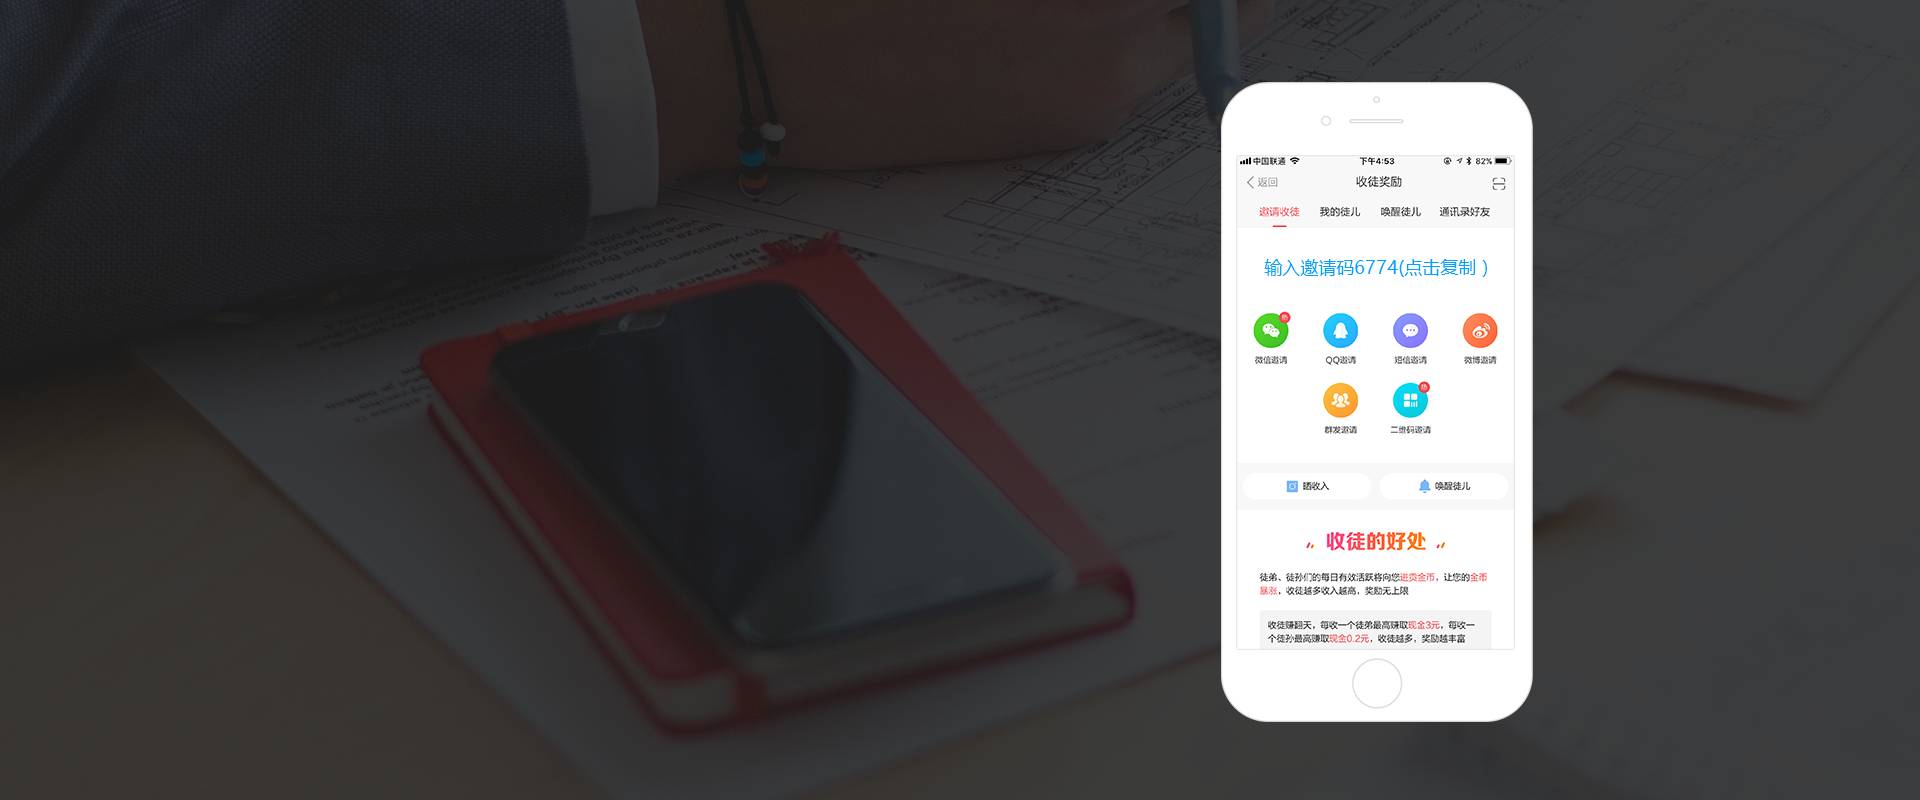 中国联通
下午4:53
82%
返回
收徒奖励
邀请收徒
我的徒儿
唤醒徒儿
通讯录好友
输入邀请码6774(点击复制 )
热
微信邀请
QQ邀请
短信邀请
微博邀请
热
群发邀请
二维码邀请
晒收入
唤醒徒儿
收徒的好处
徒弟、徒孙们的每日有效活跃将向您进贡金币，让您的金币
暴涨，收徒越多收入越高，奖励无上限
收徒赚翻天，每收一个徒弟最高赚取现金3元，每收一
个徒孙最高赚取现金0.2元，收徒越多，奖励越丰富